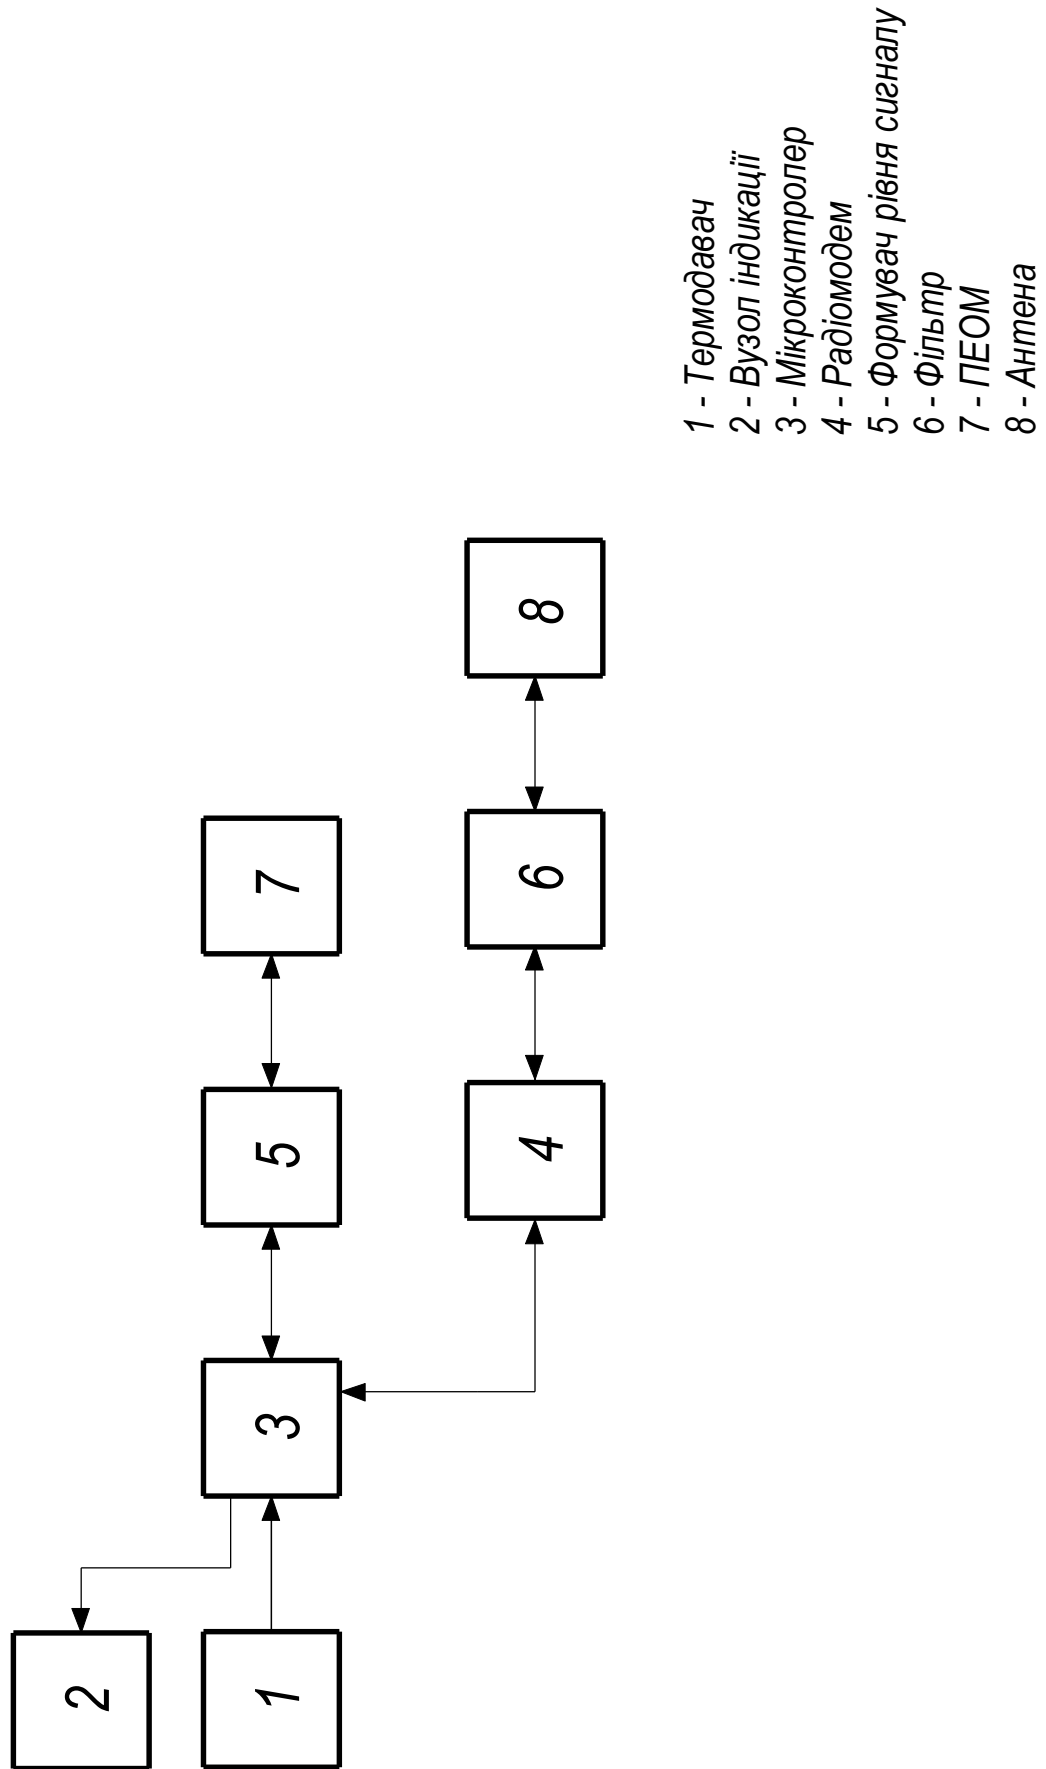 2
1
3
5
7
4
6
8
1 - Термодавач
2 - Вузол індикації
3 - Мікроконтролер
4 - Радіомодем
5 - Формувач рівня сигналу
6 - Фільтр
7 - ПЕОМ
8 - Антена